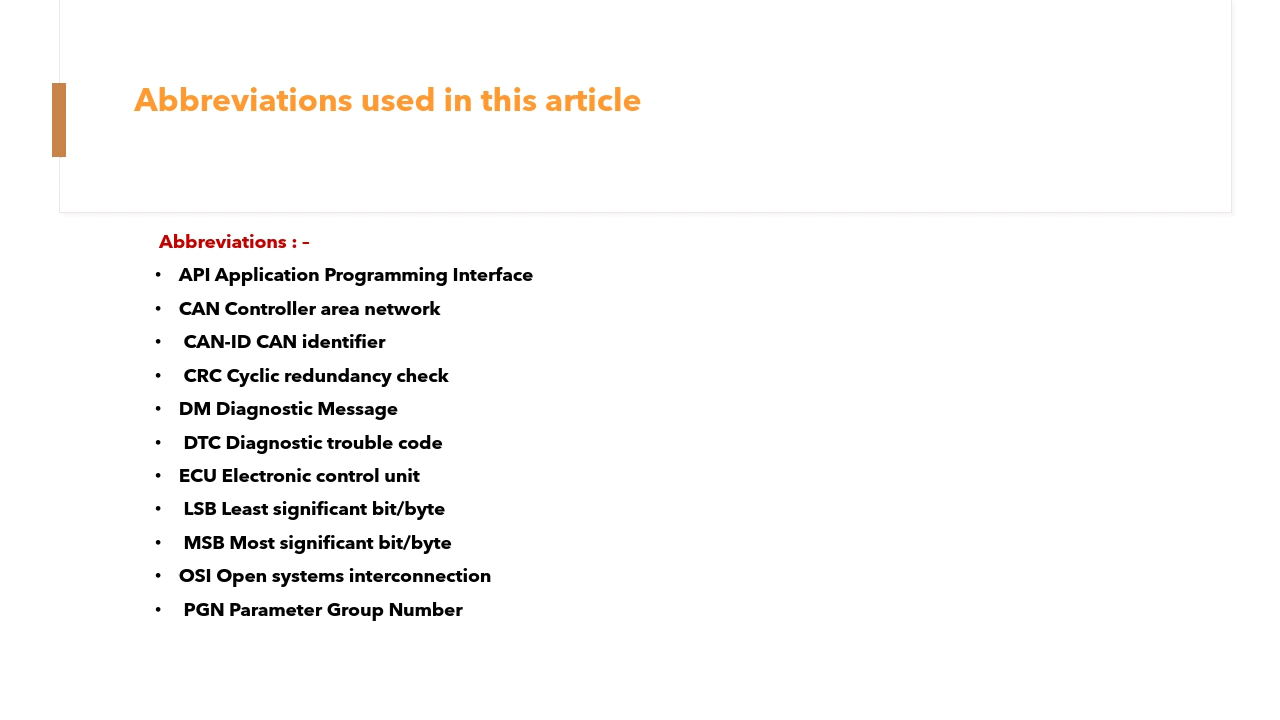 Abbreviations used in this article
Abbreviations : –
• API Application Programming Interface
• CAN Controller area network
• CAN-ID CAN identifier
• CRC Cyclic redundancy check
• DM Diagnostic Message
• DTC Diagnostic trouble code
• ECU Electronic control unit
• LSB Least significant bit/byte
• MSB Most significant bit/byte
• OSI Open systems interconnection
• PGN Parameter Group Number